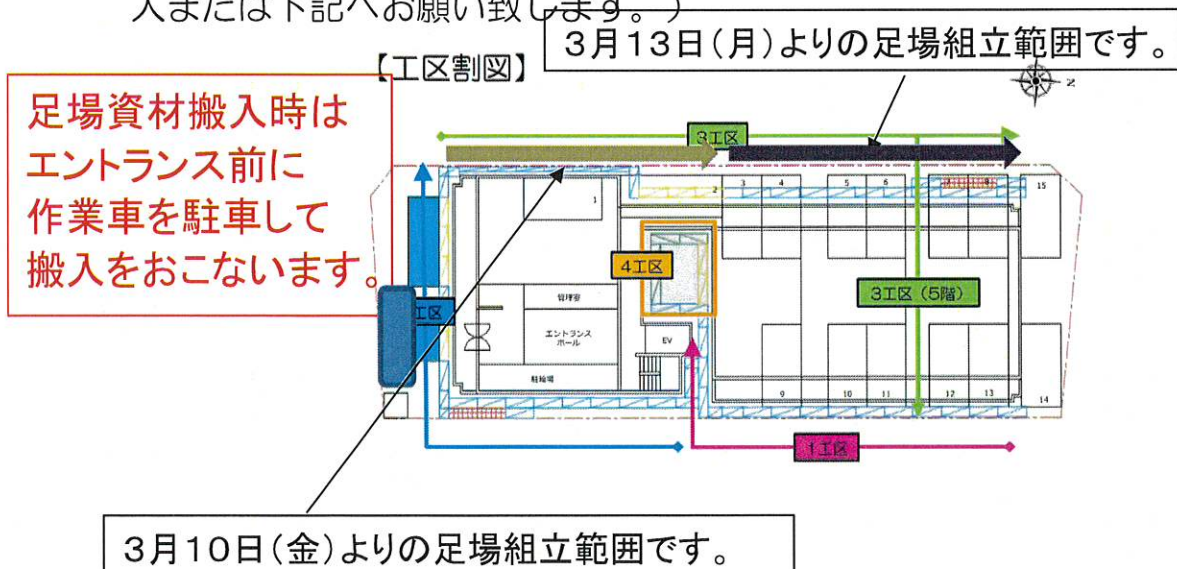 人または下記へお願い致します。）
3月13日(月)よりの足場組立範囲です。
【工区割図】
足場資材搬入時は
エントランス前に
作業車を駐車して
搬入をおこないます。
N
3工区
1
2
3
4
5
6
7
8
15
4工区
3工区（5階）
管理室
工区
エントランス
ホール
EV
駐輪場
9
10
11
12
13
14
1工区
3月10日(金)よりの足場組立範囲です。